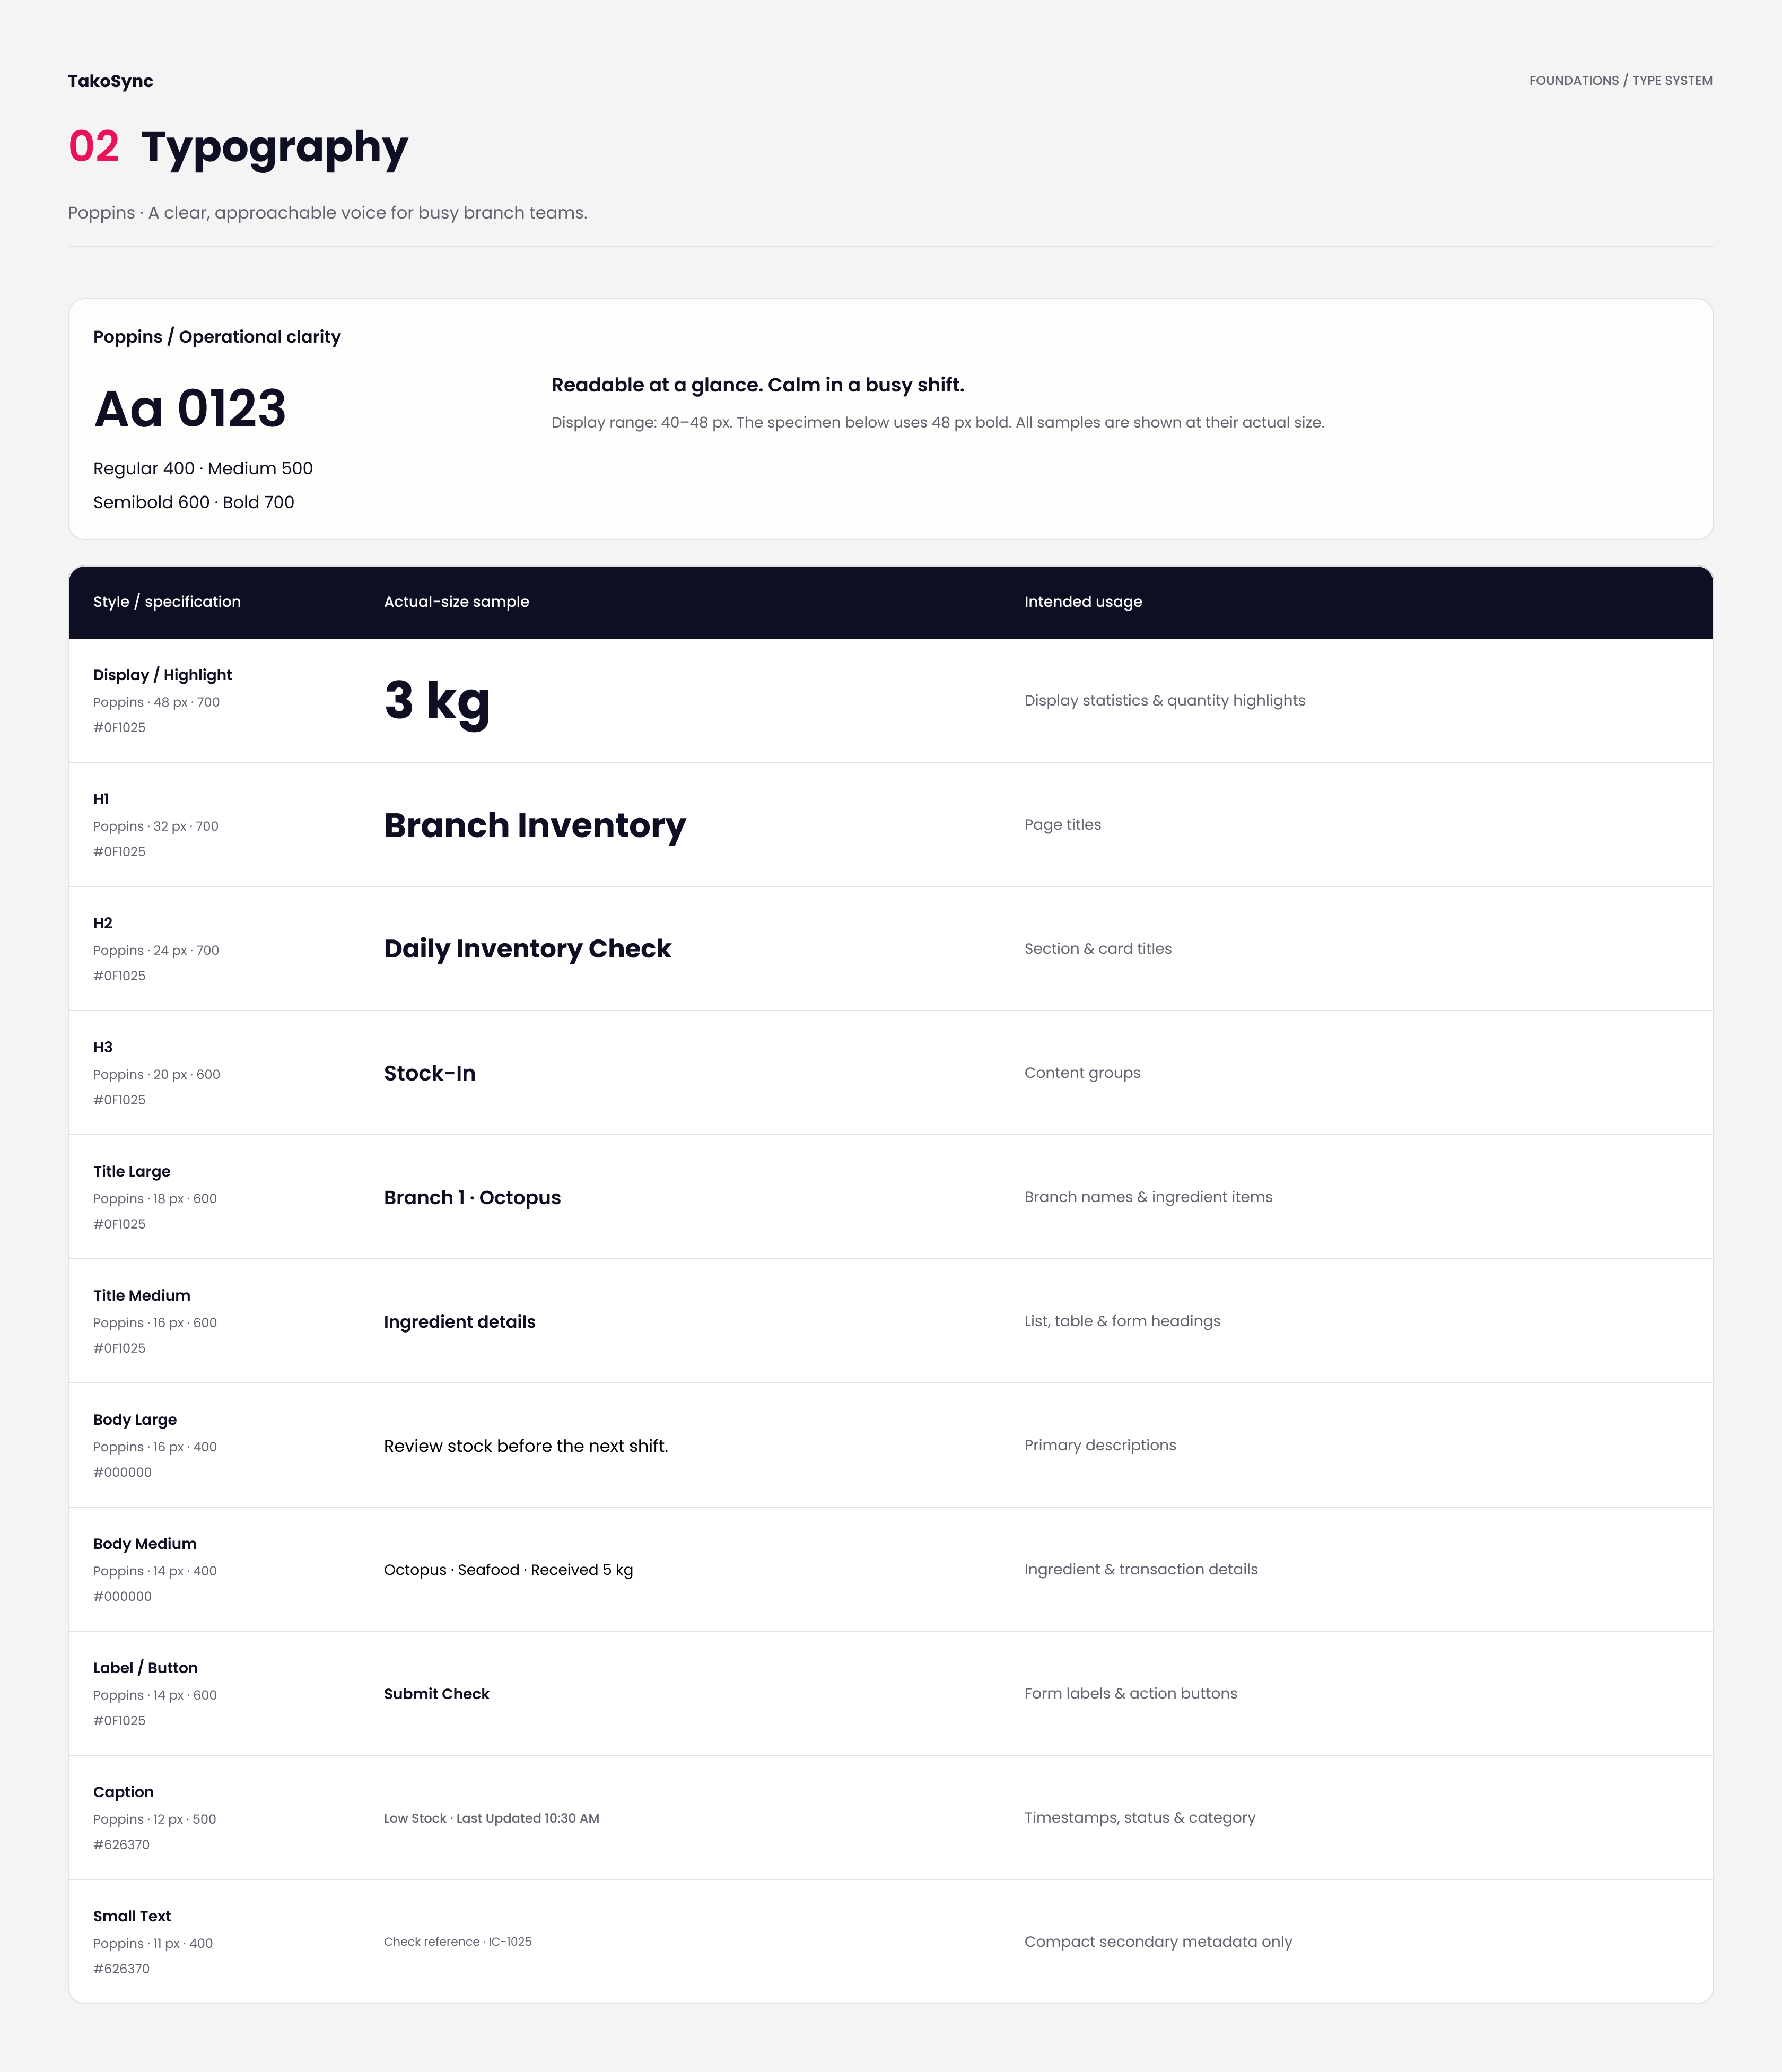 TakoSync
FOUNDATIONS / TYPE SYSTEM
02 Typography
Poppins · A clear, approachable voice for busy branch teams.
Poppins / Operational clarity
Aa 0123
Regular 400 · Medium 500
Semibold 600 · Bold 700
Readable at a glance. Calm in a busy shift.
Display range: 40–48 px. The specimen below uses 48 px bold. All samples are shown at their actual size.
Style / specification
Actual-size sample
Intended usage
Display / Highlight
Poppins · 48 px · 700
#0F1025
3 kg
Display statistics & quantity highlights
H1
Poppins · 32 px · 700
#0F1025
Branch Inventory
Page titles
H2
Poppins · 24 px · 700
#0F1025
Daily Inventory Check
Section & card titles
H3
Poppins · 20 px · 600
#0F1025
Stock-In
Content groups
Title Large
Poppins · 18 px · 600
#0F1025
Branch 1 · Octopus
Branch names & ingredient items
Title Medium
Poppins · 16 px · 600
#0F1025
Ingredient details
List, table & form headings
Body Large
Poppins · 16 px · 400
#000000
Review stock before the next shift.
Primary descriptions
Body Medium
Poppins · 14 px · 400
#000000
Octopus · Seafood · Received 5 kg
Ingredient & transaction details
Label / Button
Poppins · 14 px · 600
#0F1025
Submit Check
Form labels & action buttons
Caption
Poppins · 12 px · 500
#626370
Low Stock · Last Updated 10:30 AM
Timestamps, status & category
Small Text
Poppins · 11 px · 400
#626370
Check reference · IC-1025
Compact secondary metadata only